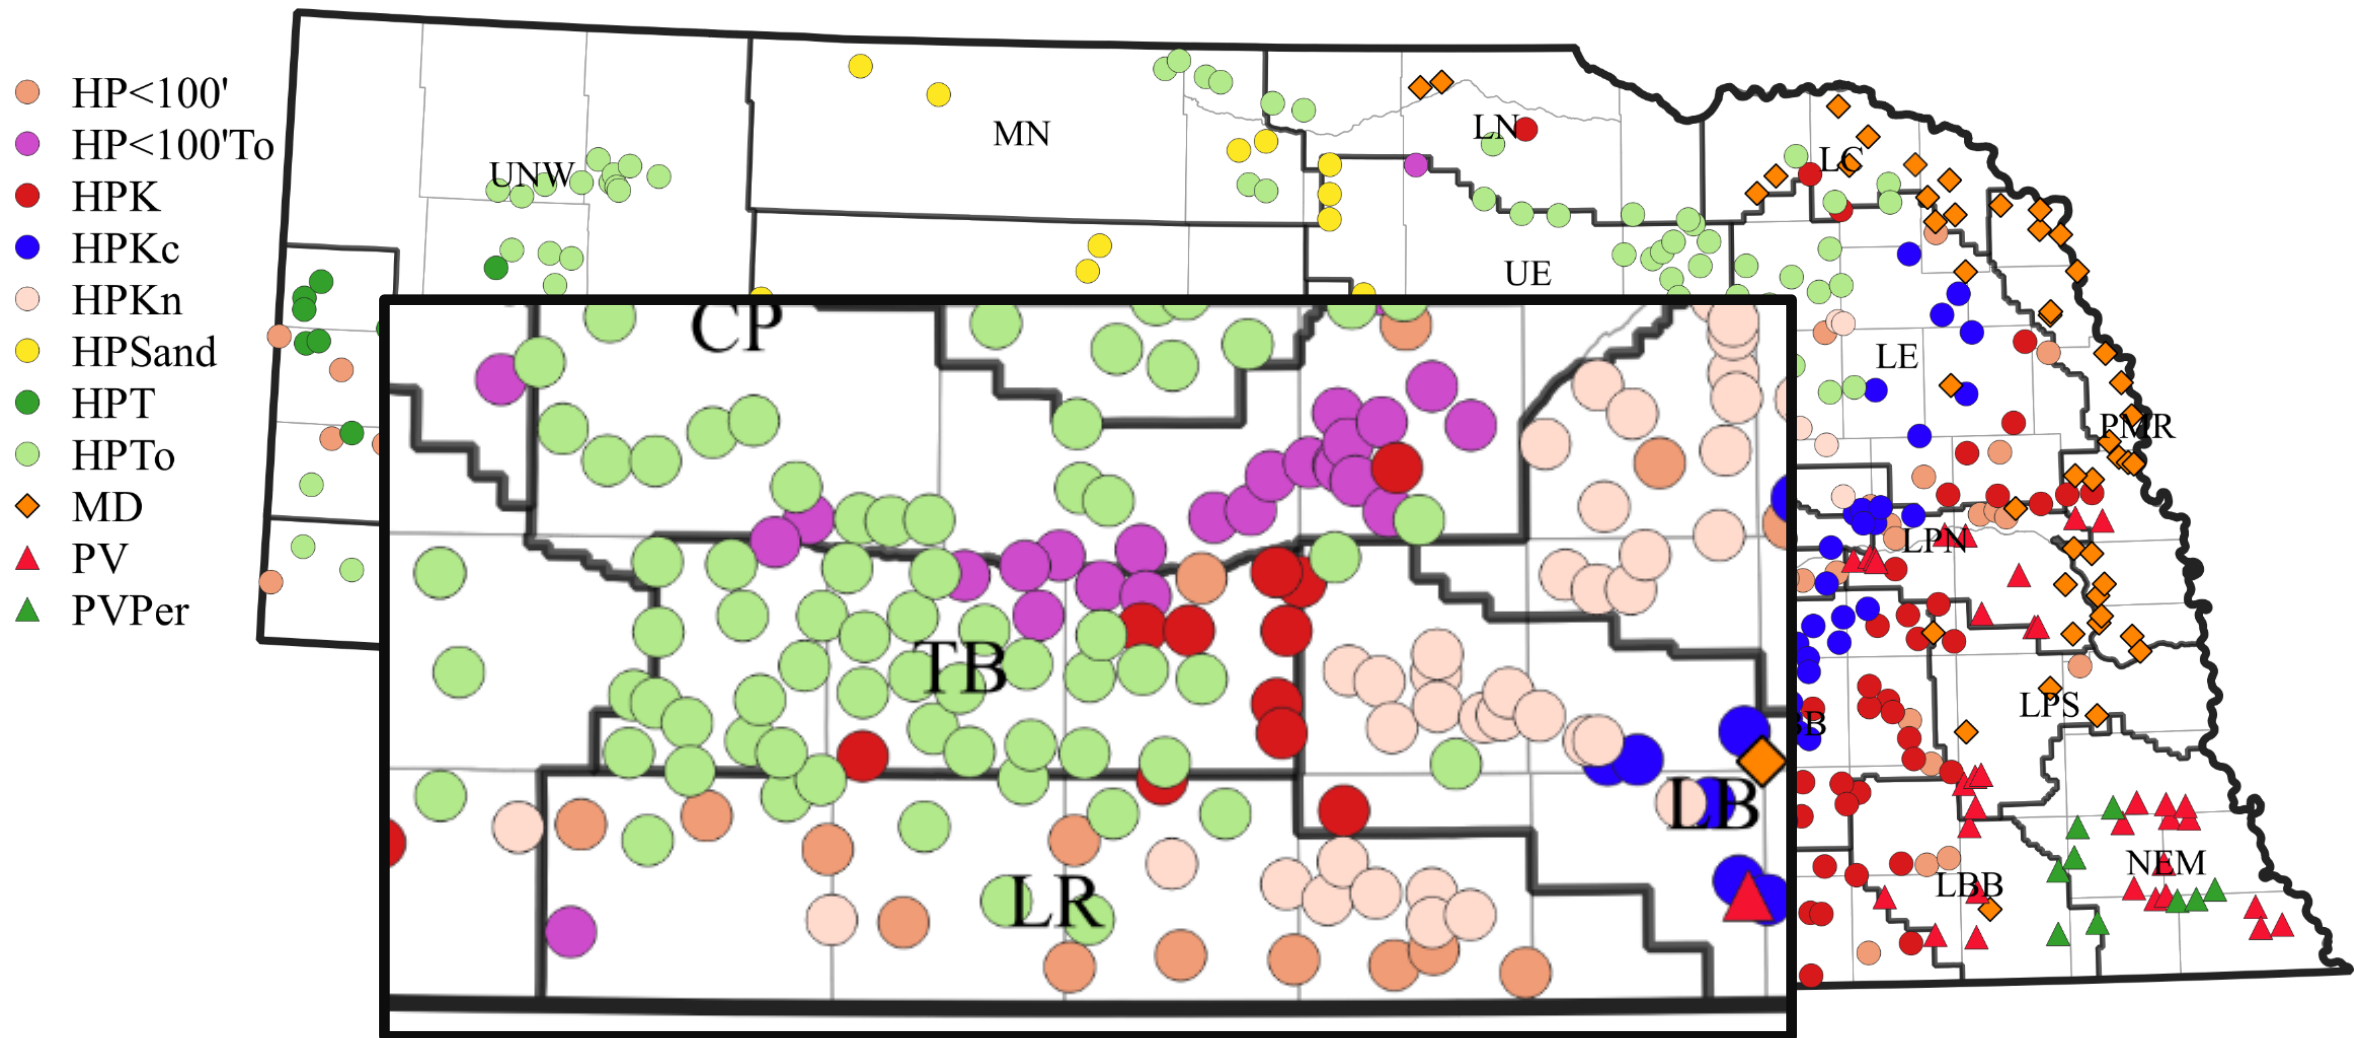 HP<100'
HP<100'To
HPK
HPKc
HPKn
HPSand
HPT
HPTo
MD
PV
PVPer
UNW
MN
LN
LC
UE
LE
PMR
CP
TB
LR
LB
LPN
BB
LPS
LBB
NEM